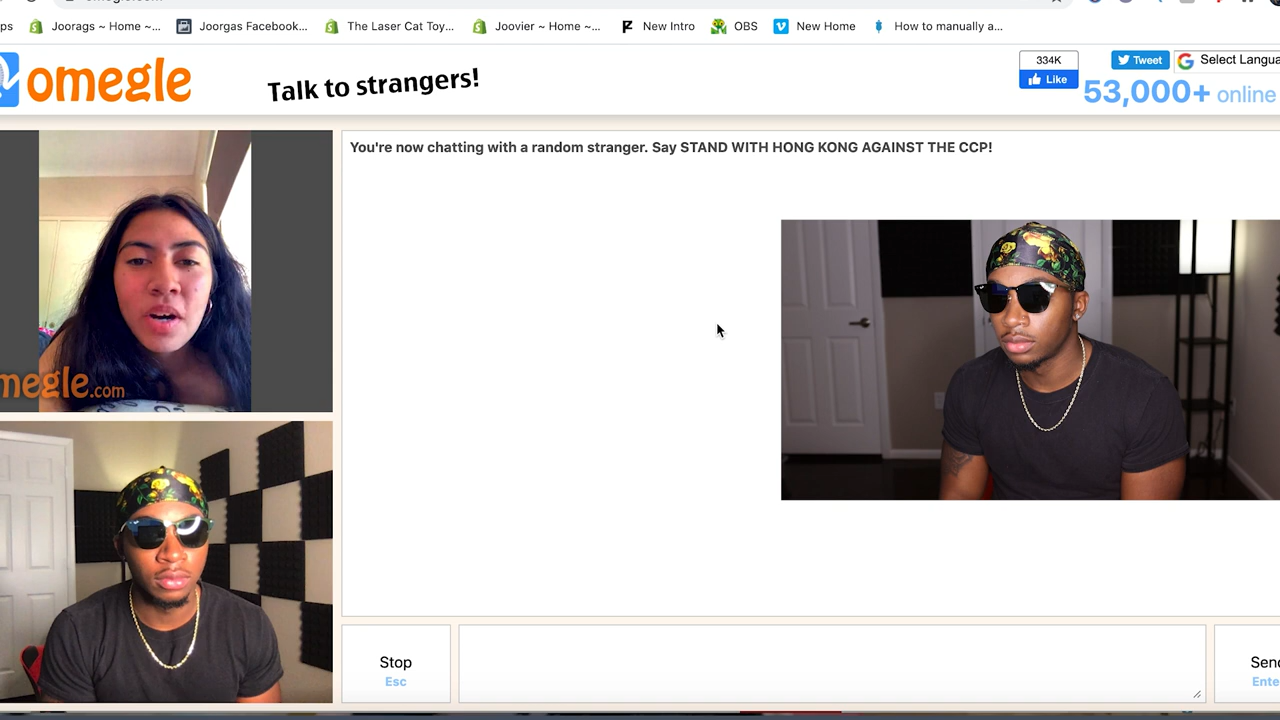 Joorgs ~ Home ~...
Joorgas Facebook...
The Laser Cat Toy...
Joovier ~ Home ~...
New Intro
OBS
New Home
How to manually a...
omegle
Talk to strangers!
334K
Like
Tweet
Select Langua
53,000+ online
You're now chatting with a random stranger. Say STAND WITH HONG KONG AGAINST THE CCP!
megle.com
Stop
Esc
Send
Ente